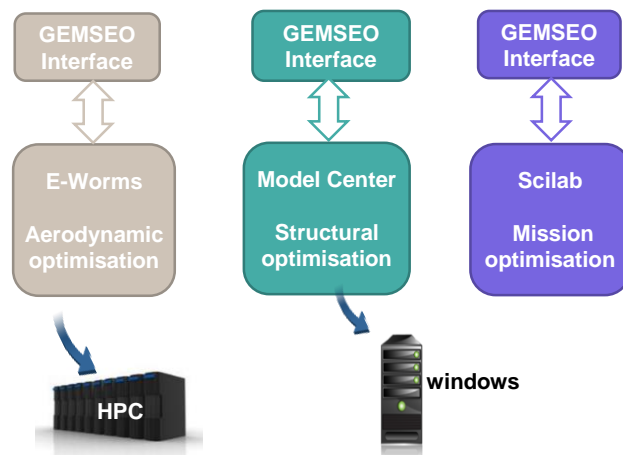 GEMSEO
Interface
GEMSEO
Interface
GEMSEO
Interface
E-Worms
Aerodynamic
optimisation
Model Center
Structural
optimisation
Scilab
Mission
optimisation
HPC
windows